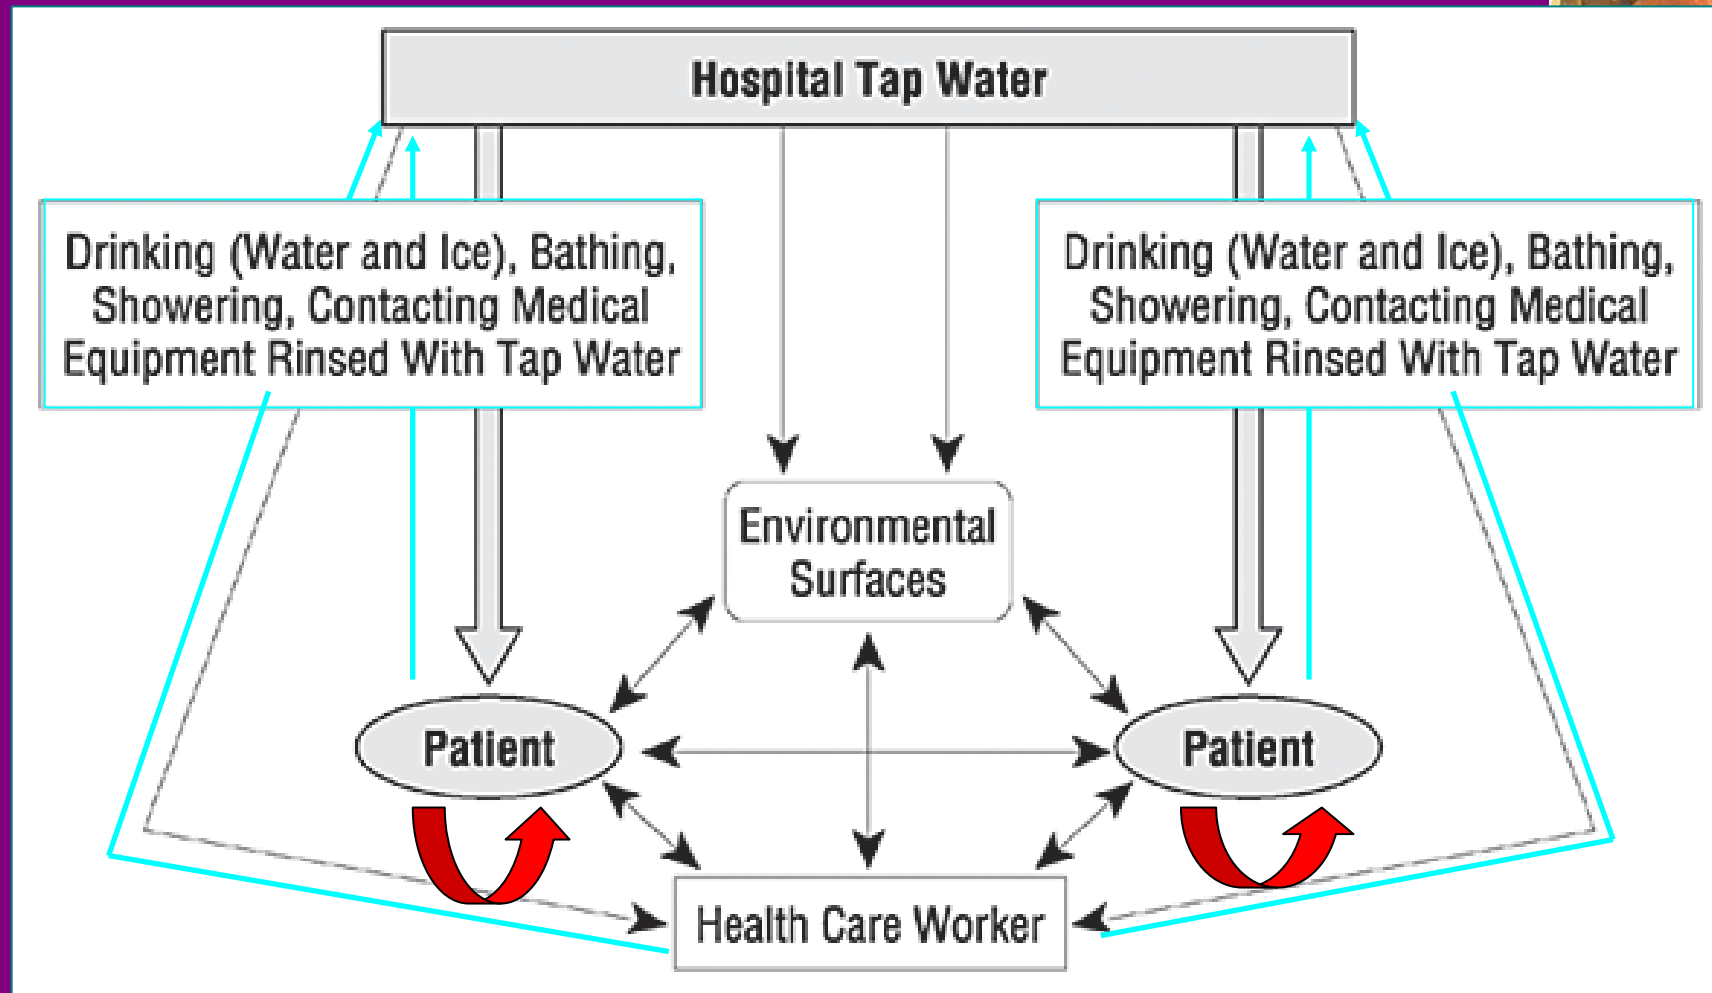 Hospital Tap Water
Drinking (Water and Ice), Bathing,
Showering, Contacting Medical
Equipment Rinsed With Tap Water
Drinking (Water and Ice), Bathing,
Showering, Contacting Medical
Equipment Rinsed With Tap Water
Environmental
Surfaces
Patient
Patient
Health Care Worker